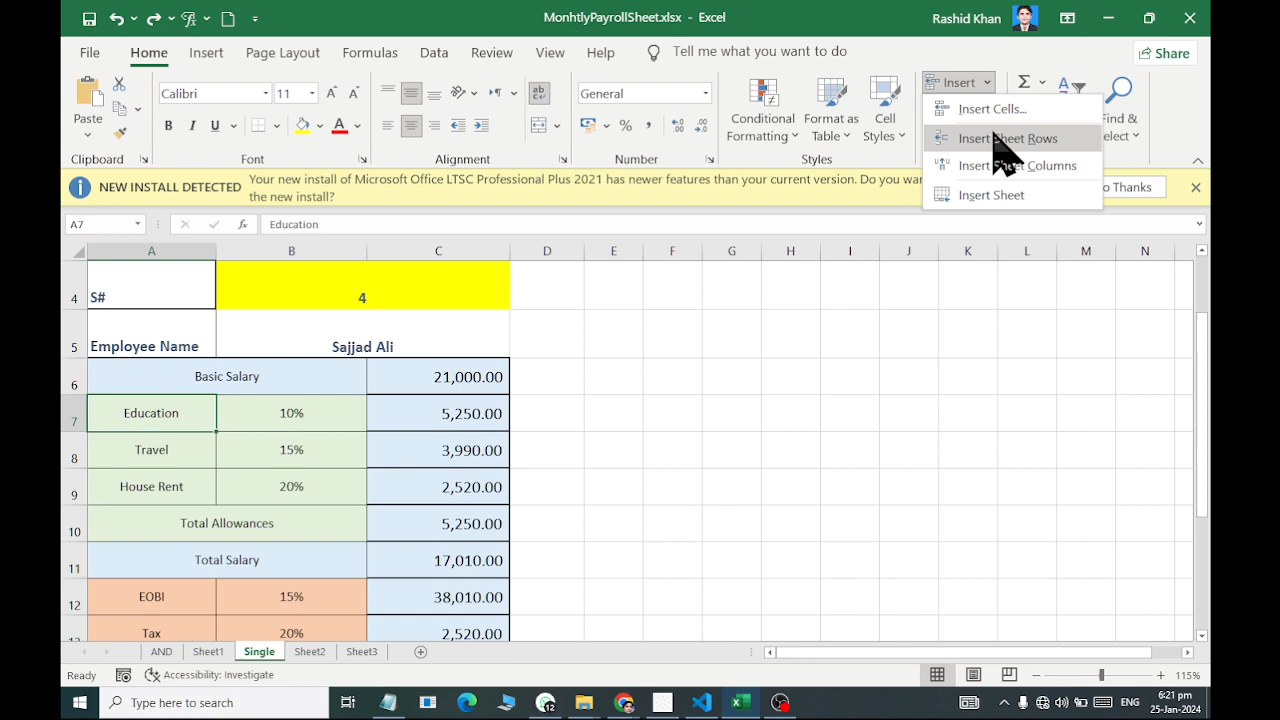 MonhtlyPayrollSheet.xlsx - Excel
Rashid Khan
File Home Insert Page Layout Formulas Data Review View Help Tell me what you want to do Share
Paste
Calibri 11
B I U A
ab
c
General
% ,
Conditional Formatting
Format as Table
Cell Styles
Insert
Σ
Find &
elect
Clipboard Font Alignment Number Styles
Insert Cells...
Insert Sheet Rows
Insert Sheet Columns
Insert Sheet
NEW INSTALL DETECTED Your new install of Microsoft Office LTSC Professional Plus 2021 has newer features than your current version. Do you wa
the new install?
o Thanks
A7 fx Education
A B C D E F G H I J K L M N
4 S# 4
5 Employee Name Sajjad Ali
6 Basic Salary 21,000.00
7 Education 10% 5,250.00
8 Travel 15% 3,990.00
9 House Rent 20% 2,520.00
10 Total Allowances 5,250.00
11 Total Salary 17,010.00
12 EOBI 15% 38,010.00
13 Tax 20% 2,520.00
AND Sheet1 Single Sheet2 Sheet3
Ready Accessibility: Investigate 115%
Type here to search
12
ENG
6:21 pm
25-Jan-2024